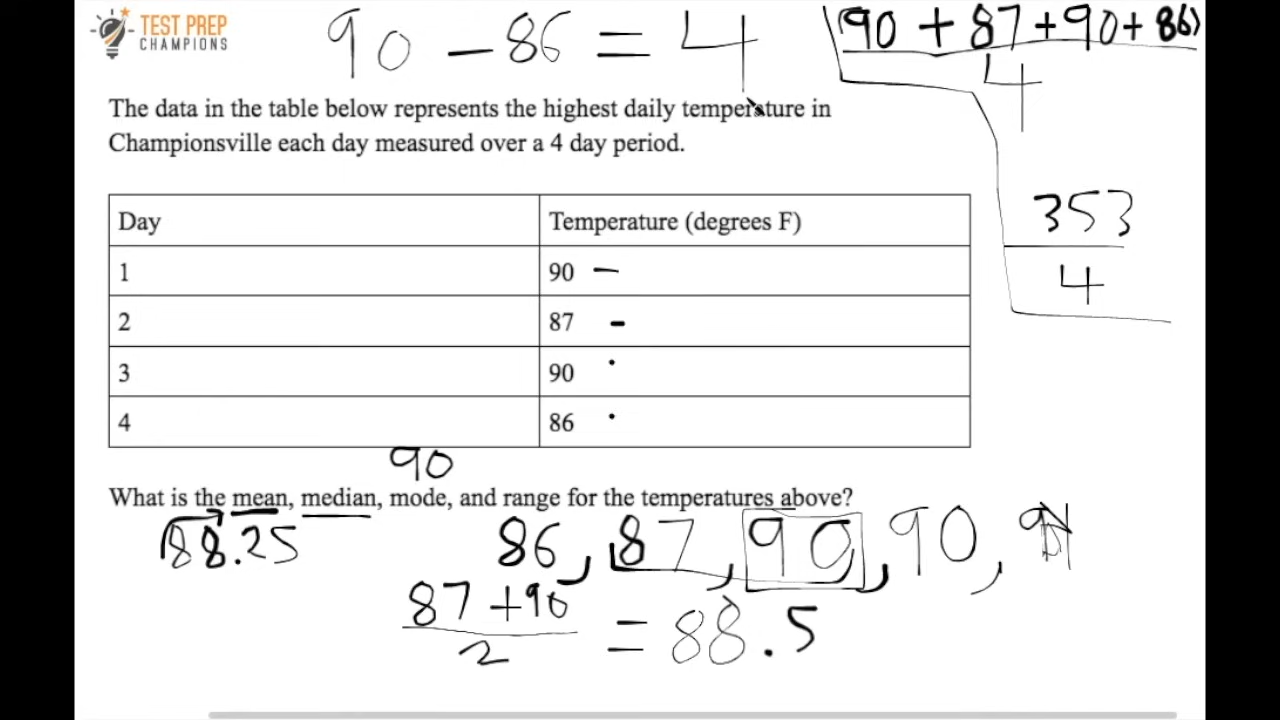 TEST PREP
CHAMPIONS
90 - 86 = 4
(90 + 87 + 90 + 86)
4
The data in the table below represents the highest daily temperature in
Championsville each day measured over a 4 day period.
353
4
Day Temperature (degrees F)
1 90
2 87
3 90
4 86
90
What is the mean, median, mode, and range for the temperatures above?
88.25
86, 87, 90, 90,
87 + 90
2
= 88.5